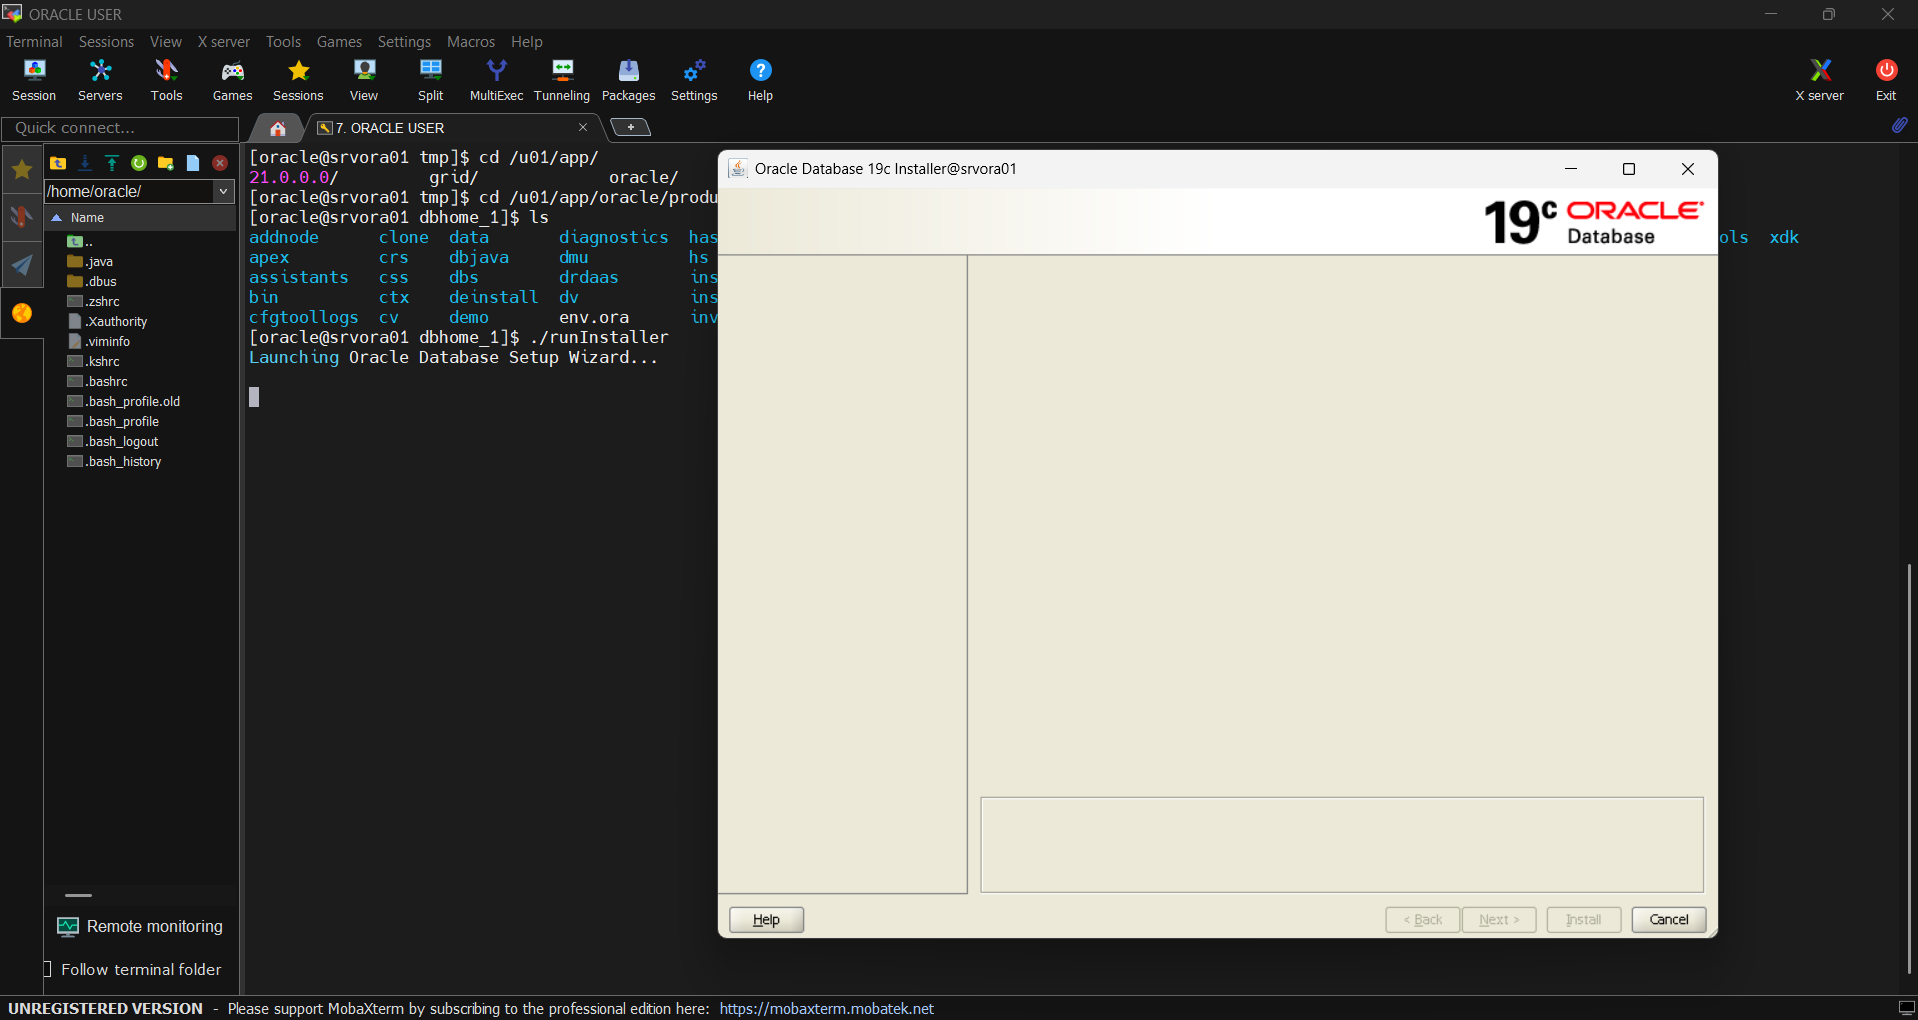 ORACLE USER
Terminal Sessions View X server Tools Games Settings Macros Help
Session Servers Tools Games Sessions View Split MultiExec Tunneling Packages Settings Help X server Exit
Quick connect...
7. ORACLE USER
/home/oracle/
Name
..
.java
.dbus
.zshrc
.Xauthority
.viminfo
.kshrc
.bashrc
.bash_profile.old
.bash_profile
.bash_logout
.bash_history
Remote monitoring
Follow terminal folder
[oracle@srvora01 tmp]$ cd /u01/app/
21.0.0.0/ grid/ oracle/
[oracle@srvora01 tmp]$ cd /u01/app/oracle/produ
[oracle@srvora01 dbhome_1]$ ls
addnode clone data diagnostics has ols xdk
apex crs dbjava dmu hs
assistants css dbs drdaas ins
bin ctx deinstall dv ins
cfgtoollogs cv demo env.ora inv
[oracle@srvora01 dbhome_1]$ ./runInstaller
Launching Oracle Database Setup Wizard...
Oracle Database 19c Installer@srvora01
19c ORACLE
Database
Help < Back Next > Install Cancel
UNREGISTERED VERSION - Please support MobaXterm by subscribing to the professional edition here: https://mobaxterm.mobatek.net